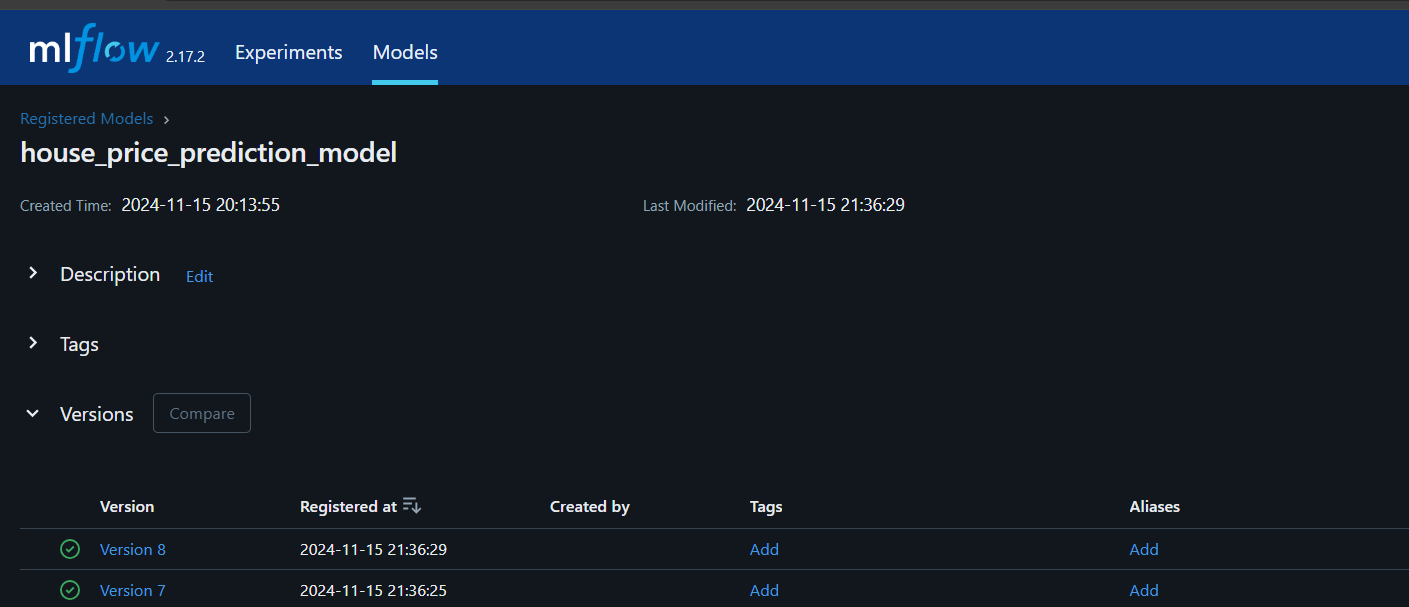 mlflow 2.17.2 Experiments Models
Registered Models
house_price_prediction_model
Created Time: 2024-11-15 20:13:55 Last Modified: 2024-11-15 21:36:29
Description Edit
Tags
Versions Compare
Version Registered at Created by Tags Aliases
Version 8 2024-11-15 21:36:29 Add Add
Version 7 2024-11-15 21:36:25 Add Add